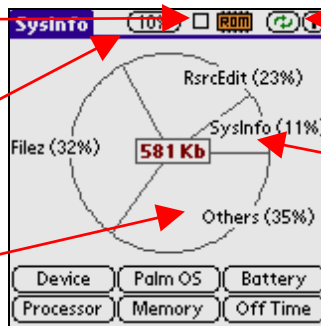 SysInfo 10% ROM
RsrcEdit (23%)
SysInfo (11%)
Filez (32%) 581 Kb
Others (35%)
Device Palm OS Battery
Processor Memory Off Time